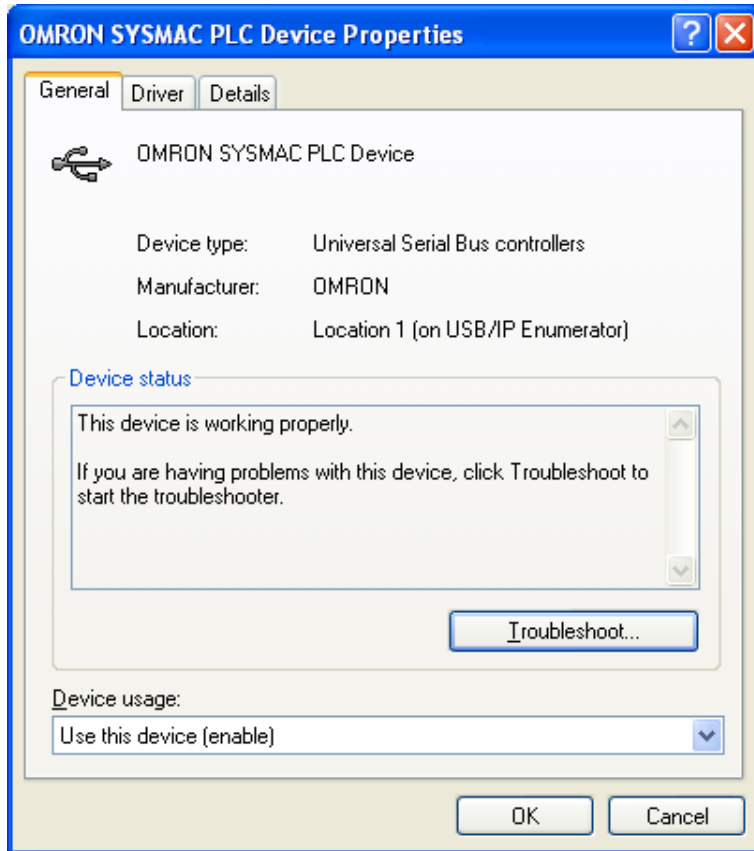 OMRON SYSMAC PLC Device Properties
General Driver Details
OMRON SYSMAC PLC Device
Device type: Universal Serial Bus controllers
Manufacturer: OMRON
Location: Location 1 (on USB/IP Enumerator)
Device status
This device is working properly.
If you are having problems with this device, click Troubleshoot to
start the troubleshooter.
Troubleshoot...
Device usage:
Use this device (enable)
OK Cancel